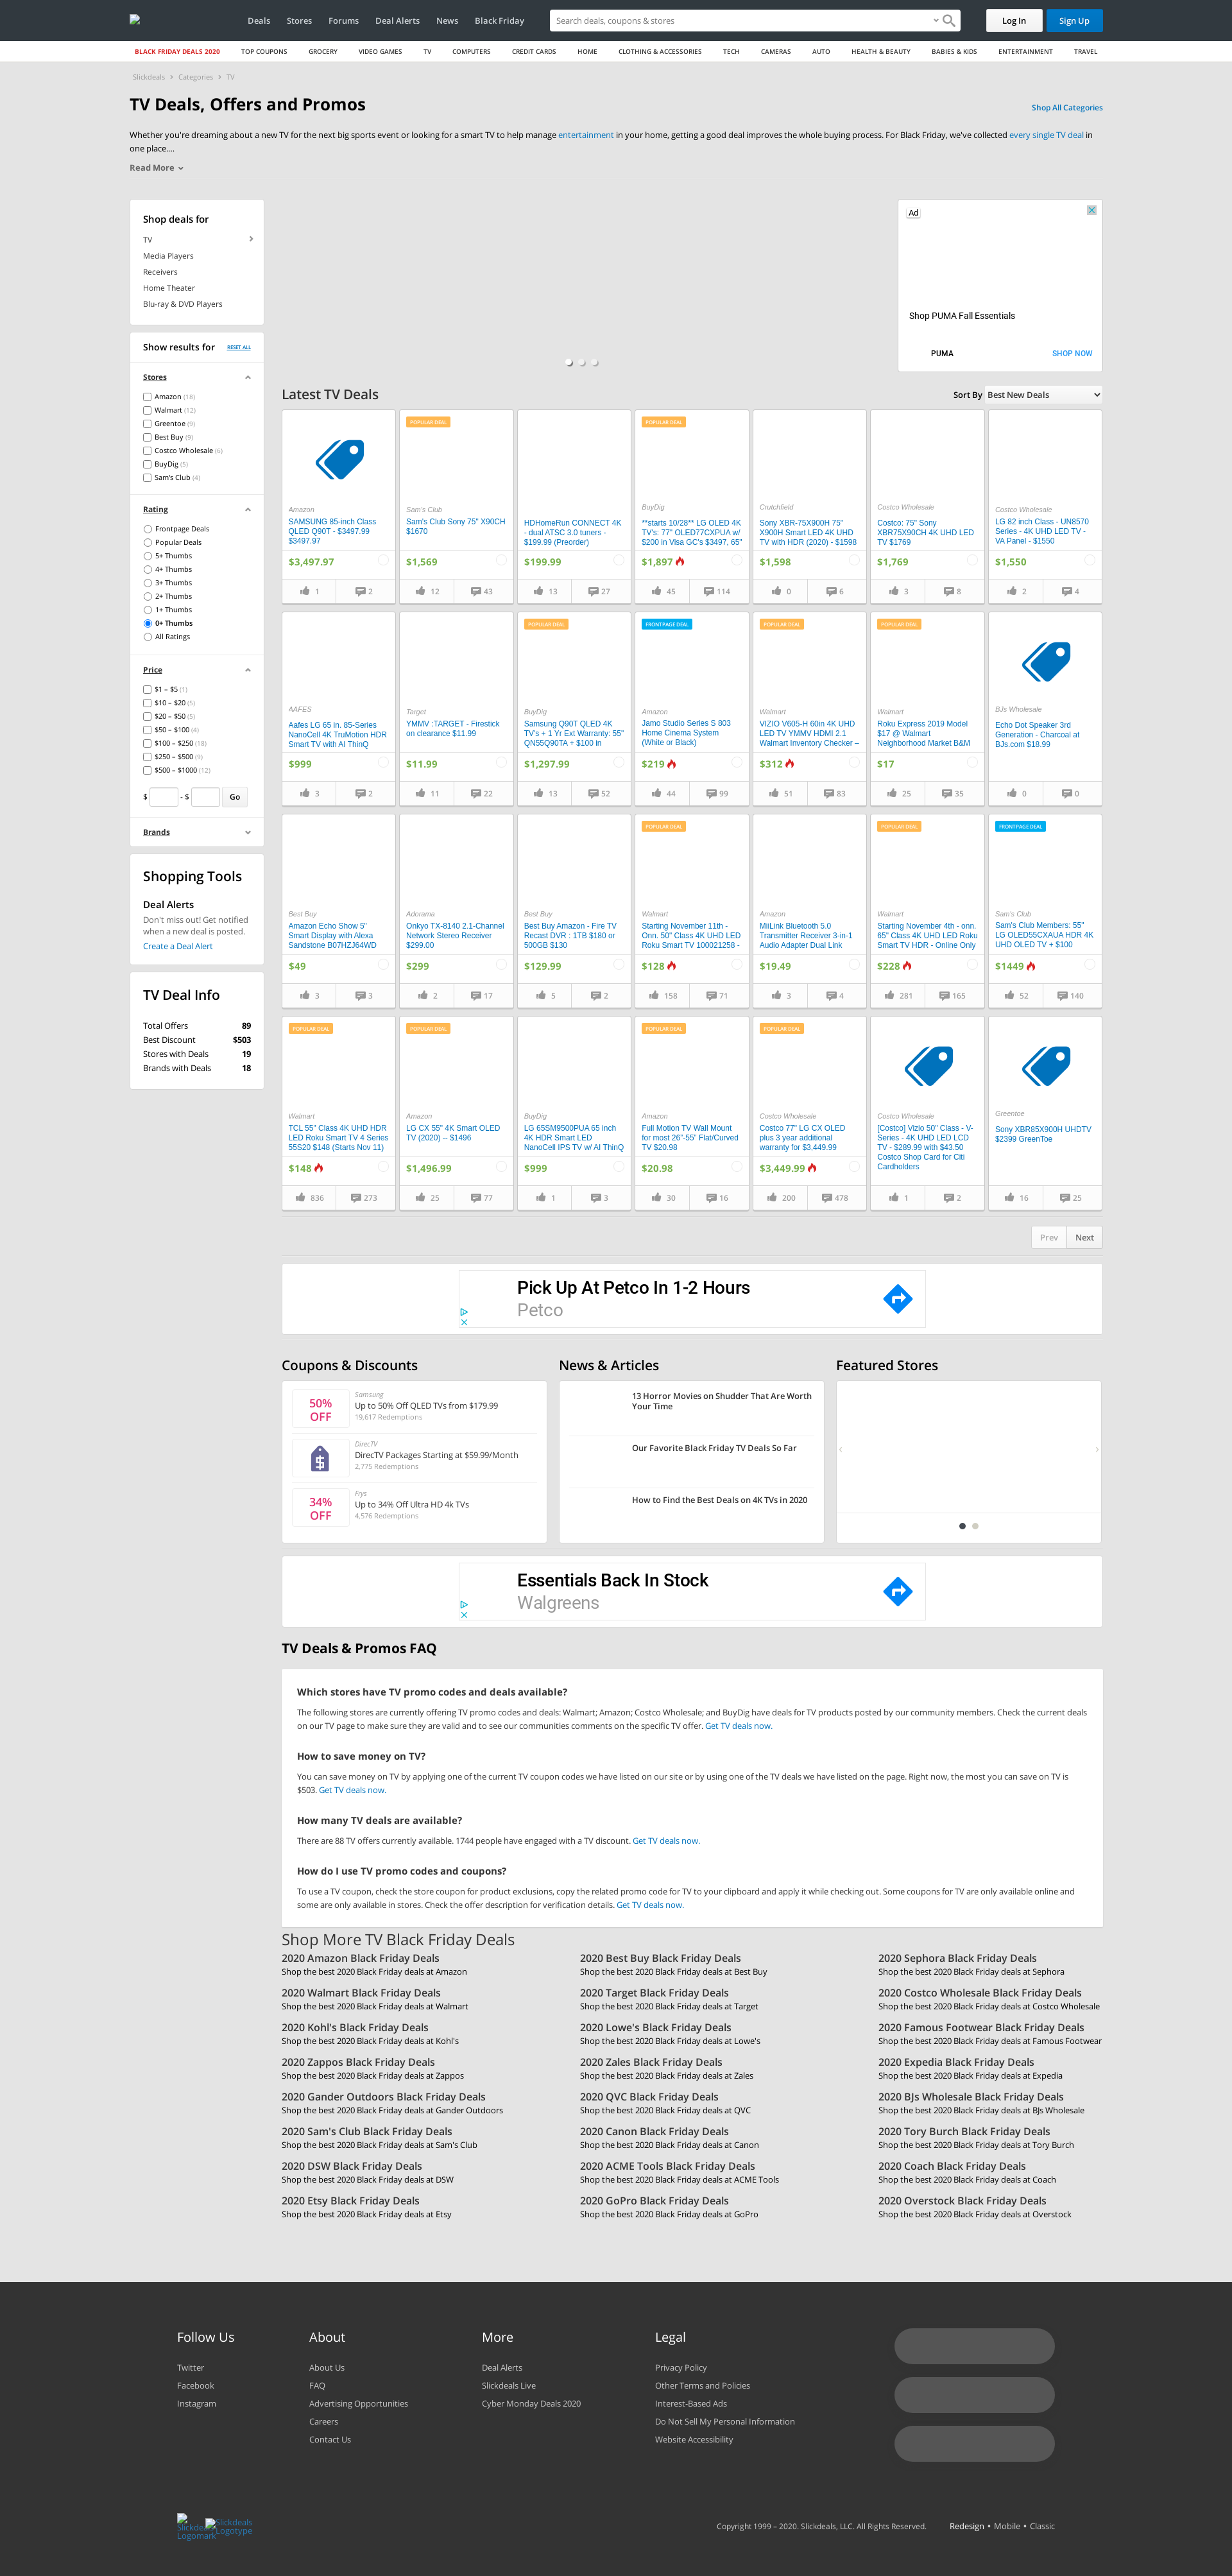 Deals Stores Forums Deal Alerts News Black Friday
Search deals, coupons & stores
Log In
Sign Up
BLACK FRIDAY DEALS 2020 TOP COUPONS GROCERY VIDEO GAMES TV COMPUTERS CREDIT CARDS HOME CLOTHING & ACCESSORIES TECH CAMERAS AUTO HEALTH & BEAUTY BABIES & KIDS ENTERTAINMENT TRAVEL
Slickdeals > Categories > TV
TV Deals, Offers and Promos
Shop All Categories
Whether you're dreaming about a new TV for the next big sports event or looking for a smart TV to help manage entertainment in your home, getting a good deal improves the whole buying process. For Black Friday, we've collected every single TV deal in
one place....
Read More
Shop deals for
TV
Media Players
Receivers
Home Theater
Blu-ray & DVD Players
Show results for
RESET ALL
Stores
Amazon (18)
Walmart (12)
Greentoe (9)
Best Buy (9)
Costco Wholesale (6)
BuyDig (5)
Sam's Club (4)
Rating
Frontpage Deals
Popular Deals
5+ Thumbs
4+ Thumbs
3+ Thumbs
2+ Thumbs
1+ Thumbs
0+ Thumbs
All Ratings
Price
$1 – $5 (1)
$10 – $20 (5)
$20 – $50 (5)
$50 – $100 (4)
$100 – $250 (18)
$250 – $500 (9)
$500 – $1000 (12)
$ - $ Go
Brands
Shopping Tools
Deal Alerts
Don't miss out! Get notified
when a new deal is posted.
Create a Deal Alert
TV Deal Info
Total Offers 89
Best Discount $503
Stores with Deals 19
Brands with Deals 18
Ad
Shop PUMA Fall Essentials
PUMA
SHOP NOW
Latest TV Deals
Sort By Best New Deals
Amazon
SAMSUNG 85-inch Class
QLED Q90T - $3497.99
$3497.97
$3,497.97
1 2
POPULAR DEAL
Sam's Club
Sam's Club Sony 75" X90CH
$1670
$1,569
12 43
HDHomeRun CONNECT 4K
- dual ATSC 3.0 tuners -
$199.99 (Preorder)
$199.99
13 27
POPULAR DEAL
BuyDig
**starts 10/28** LG OLED 4K
TV's: 77" OLED77CXPUA w/
$200 in Visa GC's $3497, 65"
$1,897
45 114
Crutchfield
Sony XBR-75X900H 75"
X900H Smart LED 4K UHD
TV with HDR (2020) - $1598
$1,598
0 6
Costco Wholesale
Costco: 75" Sony
XBR75X90CH 4K UHD LED
TV $1769
$1,769
3 8
Costco Wholesale
LG 82 inch Class - UN8570
Series - 4K UHD LED TV -
VA Panel - $1550
$1,550
2 4
AAFES
Aafes LG 65 in. 85-Series
NanoCell 4K TruMotion HDR
Smart TV with AI ThinQ
$999
3 2
Target
YMMV :TARGET - Firestick
on clearance $11.99
$11.99
11 22
POPULAR DEAL
BuyDig
Samsung Q90T QLED 4K
TV's + 1 Yr Ext Warranty: 55"
QN55Q90TA + $100 in
$1,297.99
13 52
FRONTPAGE DEAL
Amazon
Jamo Studio Series S 803
Home Cinema System
(White or Black)
$219
44 99
POPULAR DEAL
Walmart
VIZIO V605-H 60in 4K UHD
LED TV YMMV HDMI 2.1
Walmart Inventory Checker –
$312
51 83
POPULAR DEAL
Walmart
Roku Express 2019 Model
$17 @ Walmart
Neighborhood Market B&M
$17
25 35
BJs Wholesale
Echo Dot Speaker 3rd
Generation - Charcoal at
BJs.com $18.99
0 0
Best Buy
Amazon Echo Show 5"
Smart Display with Alexa
Sandstone B07HZJ64WD
$49
3 3
Adorama
Onkyo TX-8140 2.1-Channel
Network Stereo Receiver
$299.00
$299
2 17
Best Buy
Best Buy Amazon - Fire TV
Recast DVR : 1TB $180 or
500GB $130
$129.99
5 2
POPULAR DEAL
Walmart
Starting November 11th -
Onn. 50" Class 4K UHD LED
Roku Smart TV 100021258 -
$128
158 71
Amazon
MiiLink Bluetooth 5.0
Transmitter Receiver 3-in-1
Audio Adapter Dual Link
$19.49
3 4
POPULAR DEAL
Walmart
Starting November 4th - onn.
65" Class 4K UHD LED Roku
Smart TV HDR - Online Only
$228
281 165
FRONTPAGE DEAL
Sam's Club
Sam's Club Members: 55"
LG OLED55CXAUA HDR 4K
UHD OLED TV + $100
$1449
52 140
POPULAR DEAL
Walmart
TCL 55" Class 4K UHD HDR
LED Roku Smart TV 4 Series
55S20 $148 (Starts Nov 11)
$148
836 273
POPULAR DEAL
Amazon
LG CX 55" 4K Smart OLED
TV (2020) -- $1496
$1,496.99
25 77
BuyDig
LG 65SM9500PUA 65 inch
4K HDR Smart LED
NanoCell IPS TV w/ AI ThinQ
$999
1 3
POPULAR DEAL
Amazon
Full Motion TV Wall Mount
for most 26"-55" Flat/Curved
TV $20.98
$20.98
30 16
POPULAR DEAL
Costco Wholesale
Costco 77" LG CX OLED
plus 3 year additional
warranty for $3,449.99
$3,449.99
200 478
Costco Wholesale
[Costco] Vizio 50" Class - V-
Series - 4K UHD LED LCD
TV - $289.99 with $43.50
Costco Shop Card for Citi
Cardholders
1 2
Greentoe
Sony XBR85X900H UHDTV
$2399 GreenToe
16 25
Prev Next
Pick Up At Petco In 1-2 Hours
Petco
Coupons & Discounts
50%
OFF
Samsung
Up to 50% Off QLED TVs from $179.99
19,617 Redemptions
DirecTV
DirecTV Packages Starting at $59.99/Month
2,775 Redemptions
34%
OFF
Frys
Up to 34% Off Ultra HD 4k TVs
4,576 Redemptions
News & Articles
13 Horror Movies on Shudder That Are Worth
Your Time
Our Favorite Black Friday TV Deals So Far
How to Find the Best Deals on 4K TVs in 2020
Featured Stores
Essentials Back In Stock
Walgreens
TV Deals & Promos FAQ
Which stores have TV promo codes and deals available?
The following stores are currently offering TV promo codes and deals: Walmart; Amazon; Costco Wholesale; and BuyDig have deals for TV products posted by our community members. Check the current deals
on our TV page to make sure they are valid and to see our communities comments on the specific TV offer. Get TV deals now.
How to save money on TV?
You can save money on TV by applying one of the current TV coupon codes we have listed on our site or by using one of the TV deals we have listed on the page. Right now, the most you can save on TV is
$503. Get TV deals now.
How many TV deals are available?
There are 88 TV offers currently available. 1744 people have engaged with a TV discount. Get TV deals now.
How do I use TV promo codes and coupons?
To use a TV coupon, check the store coupon for product exclusions, copy the related promo code for TV to your clipboard and apply it while checking out. Some coupons for TV are only available online and
some are only available in stores. Check the offer description for verification details. Get TV deals now.
Shop More TV Black Friday Deals
2020 Amazon Black Friday Deals
Shop the best 2020 Black Friday deals at Amazon
2020 Best Buy Black Friday Deals
Shop the best 2020 Black Friday deals at Best Buy
2020 Sephora Black Friday Deals
Shop the best 2020 Black Friday deals at Sephora
2020 Walmart Black Friday Deals
Shop the best 2020 Black Friday deals at Walmart
2020 Target Black Friday Deals
Shop the best 2020 Black Friday deals at Target
2020 Costco Wholesale Black Friday Deals
Shop the best 2020 Black Friday deals at Costco Wholesale
2020 Kohl's Black Friday Deals
Shop the best 2020 Black Friday deals at Kohl's
2020 Lowe's Black Friday Deals
Shop the best 2020 Black Friday deals at Lowe's
2020 Famous Footwear Black Friday Deals
Shop the best 2020 Black Friday deals at Famous Footwear
2020 Zappos Black Friday Deals
Shop the best 2020 Black Friday deals at Zappos
2020 Zales Black Friday Deals
Shop the best 2020 Black Friday deals at Zales
2020 Expedia Black Friday Deals
Shop the best 2020 Black Friday deals at Expedia
2020 Gander Outdoors Black Friday Deals
Shop the best 2020 Black Friday deals at Gander Outdoors
2020 QVC Black Friday Deals
Shop the best 2020 Black Friday deals at QVC
2020 BJs Wholesale Black Friday Deals
Shop the best 2020 Black Friday deals at BJs Wholesale
2020 Sam's Club Black Friday Deals
Shop the best 2020 Black Friday deals at Sam's Club
2020 Canon Black Friday Deals
Shop the best 2020 Black Friday deals at Canon
2020 Tory Burch Black Friday Deals
Shop the best 2020 Black Friday deals at Tory Burch
2020 DSW Black Friday Deals
Shop the best 2020 Black Friday deals at DSW
2020 ACME Tools Black Friday Deals
Shop the best 2020 Black Friday deals at ACME Tools
2020 Coach Black Friday Deals
Shop the best 2020 Black Friday deals at Coach
2020 Etsy Black Friday Deals
Shop the best 2020 Black Friday deals at Etsy
2020 GoPro Black Friday Deals
Shop the best 2020 Black Friday deals at GoPro
2020 Overstock Black Friday Deals
Shop the best 2020 Black Friday deals at Overstock
Follow Us
Twitter
Facebook
Instagram
About
About Us
FAQ
Advertising Opportunities
Careers
Contact Us
More
Deal Alerts
Slickdeals Live
Cyber Monday Deals 2020
Legal
Privacy Policy
Other Terms and Policies
Interest-Based Ads
Do Not Sell My Personal Information
Website Accessibility
Slickdeals
Logomark
Slickdeals
Logotype
Copyright 1999 – 2020. Slickdeals, LLC. All Rights Reserved.
Redesign • Mobile • Classic